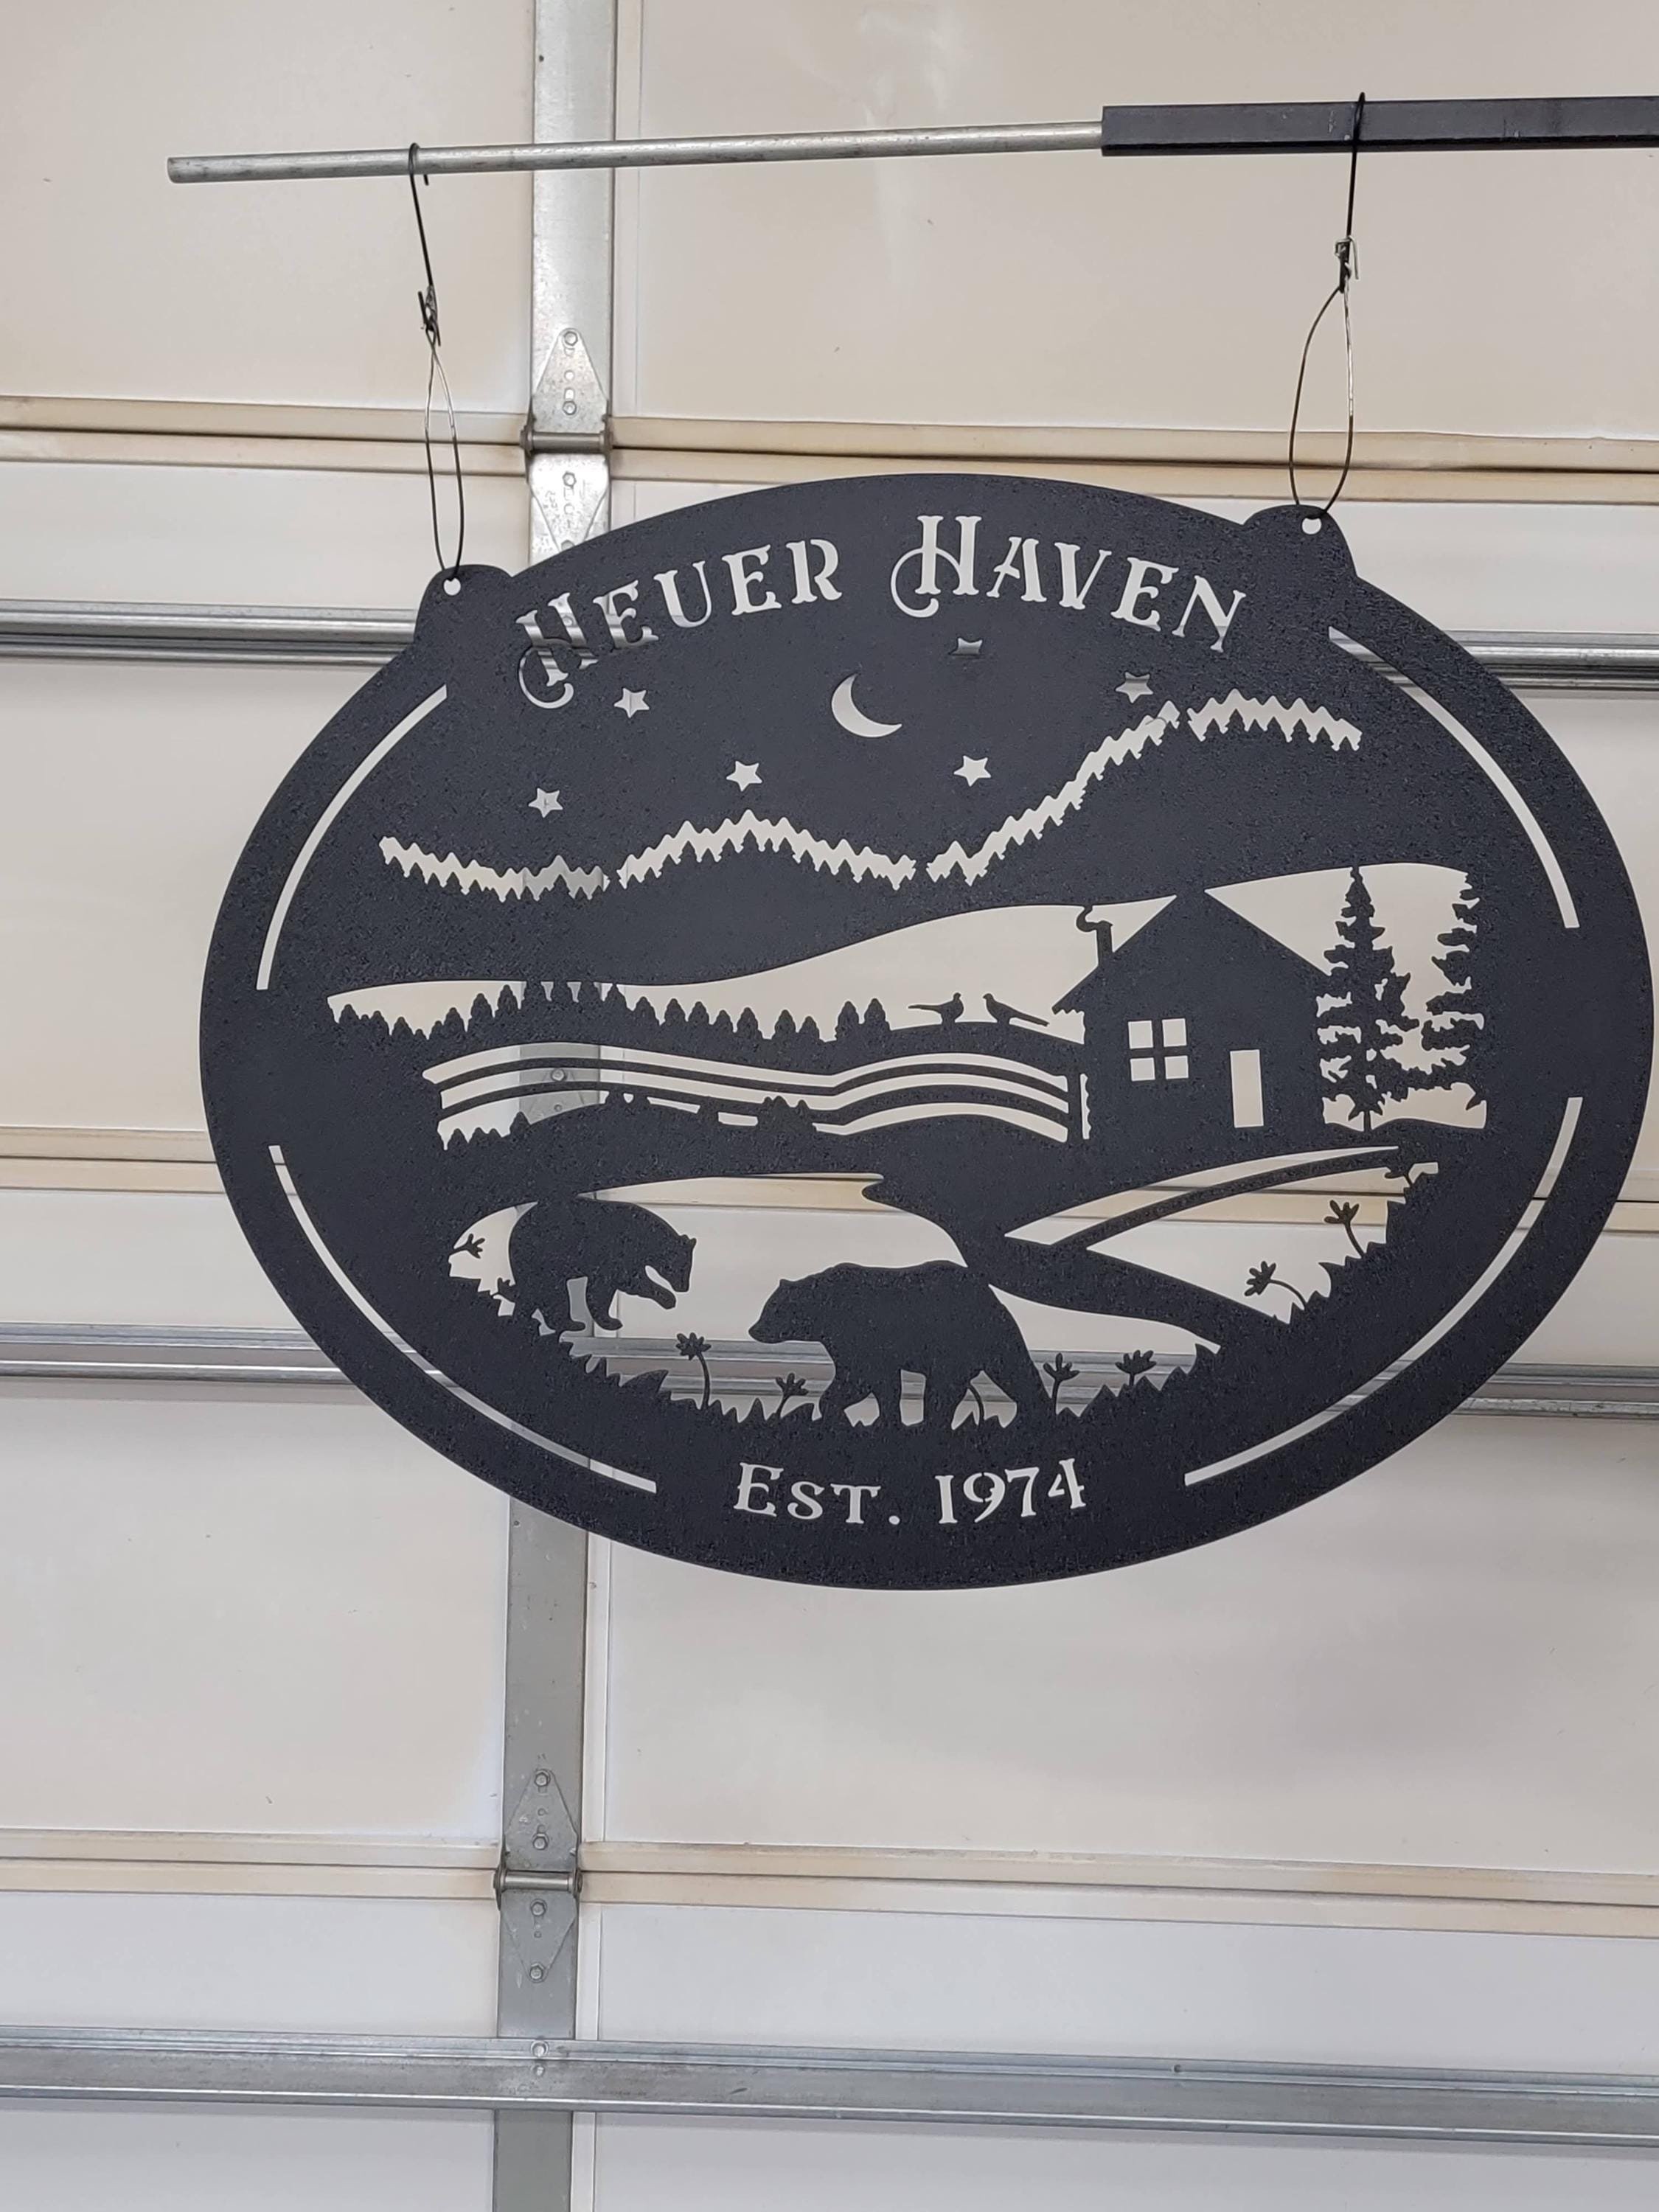 HEUER HAVEN
EST. 1974